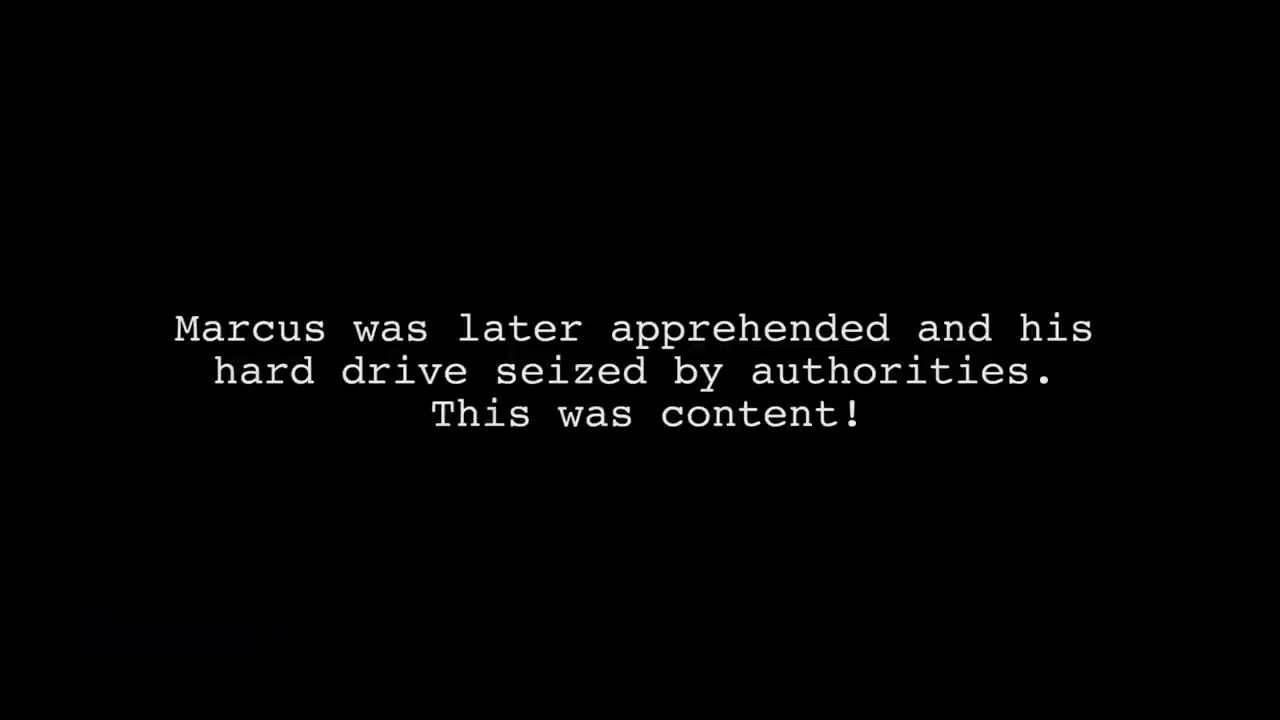 Marcus was later apprehended and his
hard drive seized by authorities.
This was content!